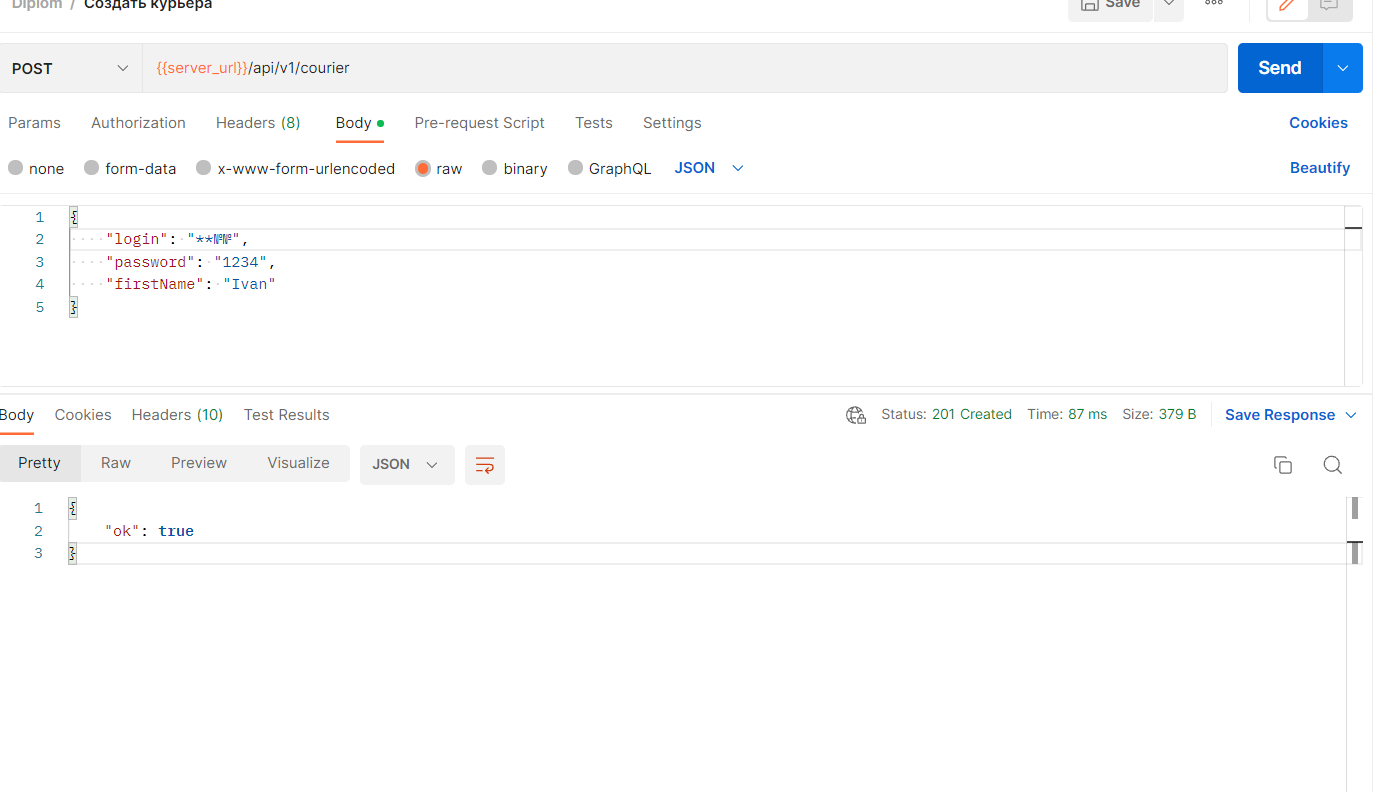 Diplom / Создать курьера
Save
POST {{server_url}}/api/v1/courier Send
Params Authorization Headers (8) Body Pre-request Script Tests Settings Cookies
none form-data x-www-form-urlencoded raw binary GraphQL JSON Beautify
1 {
2 "login": "**№№",
3 "password": "1234",
4 "firstName": "Ivan"
5 }
Body Cookies Headers (10) Test Results Status: 201 Created Time: 87 ms Size: 379 B Save Response
Pretty Raw Preview Visualize JSON
1 {
2 "ok": true
3 }